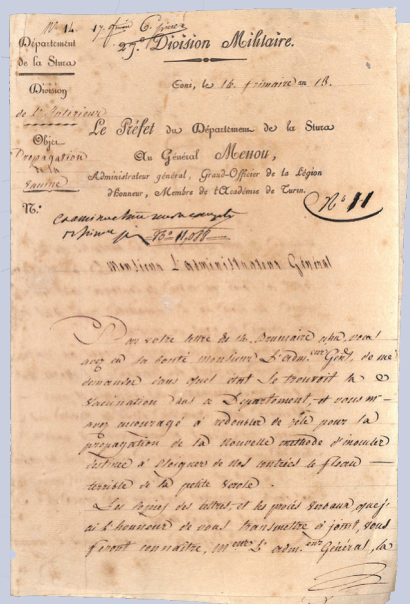 N.º 14
27.e Division Militaire.
Département
de la Stura
Coni, le 16 frimaire an 13.
Division
de l'Intérieur
Le Préfet du Département de la Stura
Objet
Propagation
de la
Vaccine
Au Général Menou,
Administrateur général, Grand-Officier de la Légion
d'Honneur, Membre de l'Académie de Turin.
N.º 11
N.º
Monsieur L'administrateur Général
Par votre lettre du brumaire vous
avez eu la bonté monsieur L'adm.eur Gen.l de me
demander dans quel état se trouvoit la
Vaccination dans ce Département, et vous m'-
avez encouragé à redoubler de zèle pour la
propagation de la nouvelle méthode d'inoculer
destinée à éloigner de nos contrées le fléau
terrible de la petite vérole.
Les copies des lettres, et les procès verbaux que j'-
ai l'honneur de vous transmettre ci joint, vous
feront connaître, m.eur L'adm.eur Général, le